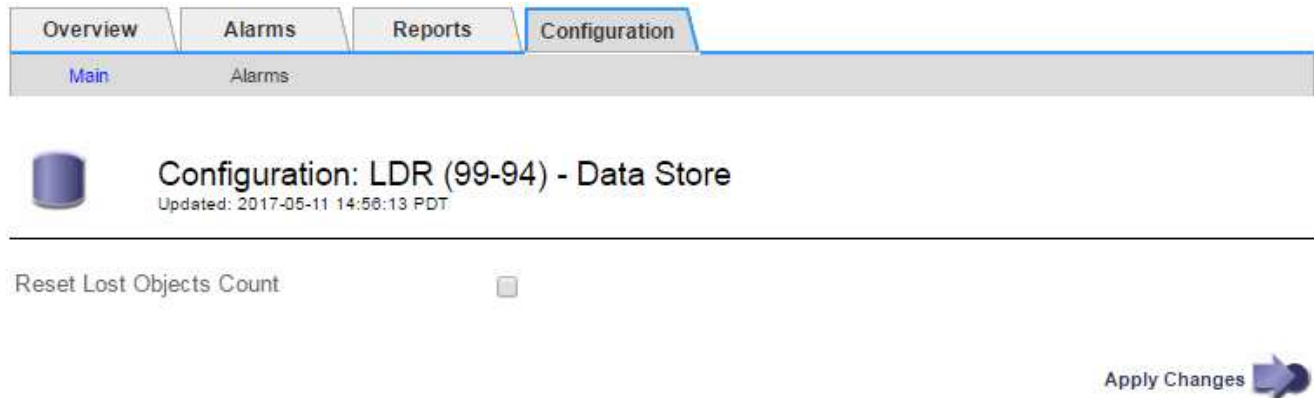 Overview Alarms Reports Configuration
Main Alarms
Configuration: LDR (99-94) - Data Store
Updated: 2017-05-11 14:56:13 PDT
Reset Lost Objects Count
Apply Changes